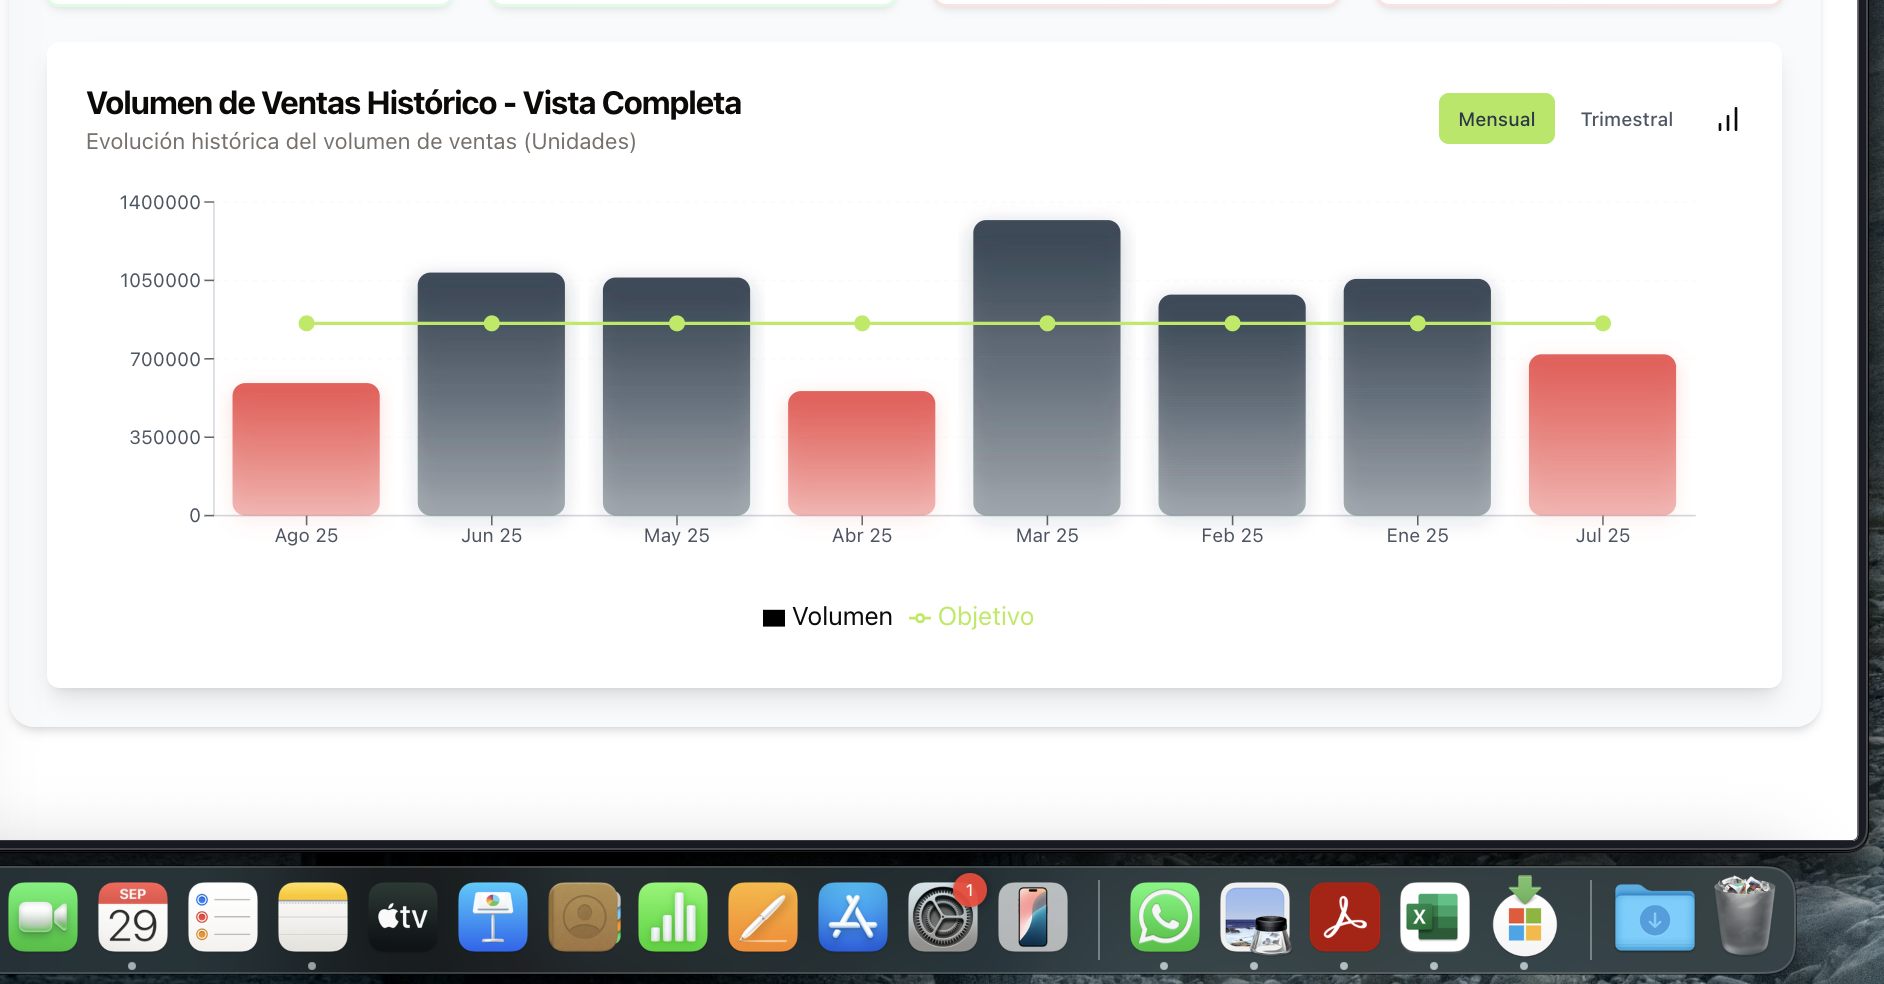 Volumen de Ventas Histórico - Vista Completa
Evolución histórica del volumen de ventas (Unidades)
Mensual
Trimestral
1400000
1050000
700000
350000
0
Ago 25
Jun 25
May 25
Abr 25
Mar 25
Feb 25
Ene 25
Jul 25
Volumen
Objetivo
SEP
29
tv
1
X